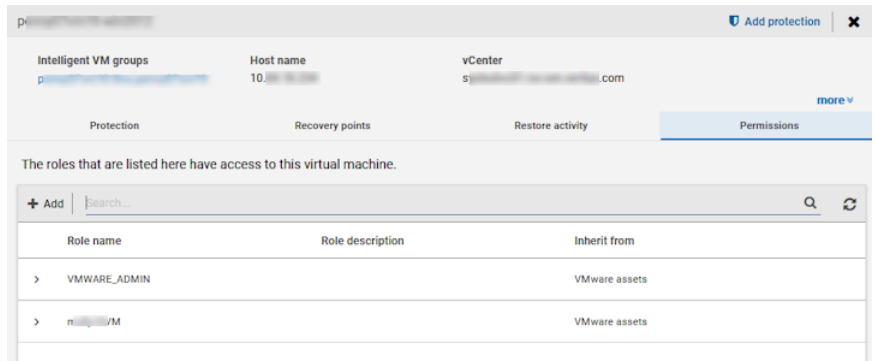 Add protection
Intelligent VM groups Host name vCenter
10. .com
more
Protection Recovery points Restore activity Permissions
The roles that are listed here have access to this virtual machine.
Add Search...
Role name Role description Inherit from
VMWARE_ADMIN VMware assets
/M VMware assets